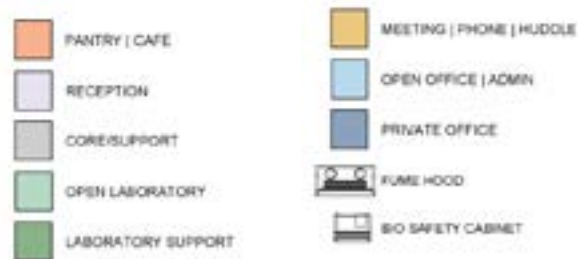 PANTRY | CAFE
RECEPTION
CORE/SUPPORT
OPEN LABORATORY
LABORATORY SUPPORT
MEETING | PHONE | HUDDLE
OPEN OFFICE | ADMIN
PRIVATE OFFICE
FUME HOOD
BIO SAFETY CABINET